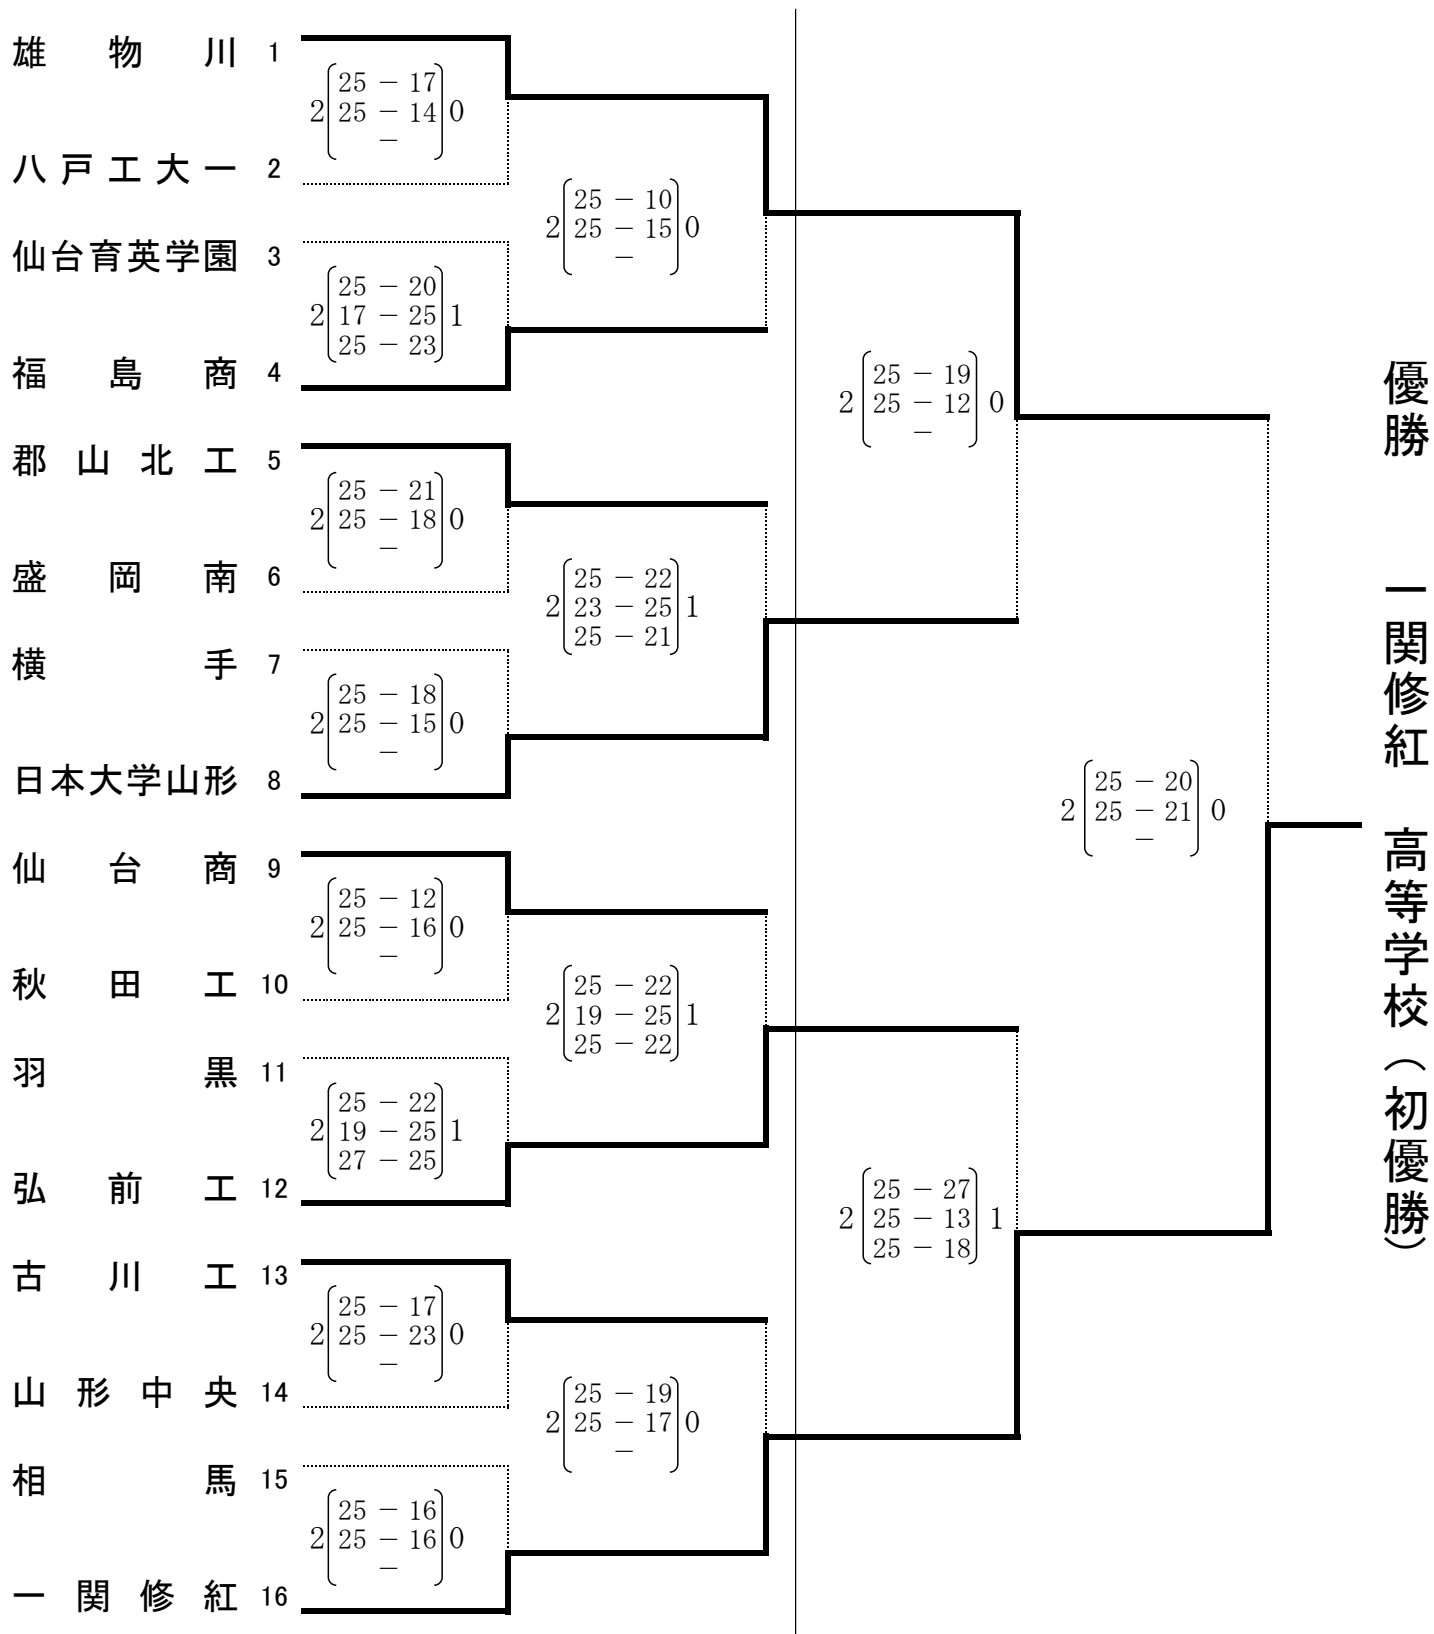 雄物川 1
2 25 － 17 0
25 － 14
－
八戸工大一 2
2 25 － 10 0
25 － 15
－
仙台育英学園 3
2 25 － 20 1
17 － 25
25 － 23
福島商 4
2 25 － 19 0
25 － 12
－
郡山北工 5
2 25 － 21 0
25 － 18
－
盛岡南 6
2 25 － 22 1
23 － 25
25 － 21
横手 7
2 25 － 18 0
25 － 15
－
日本大学山形 8
2 25 － 20 0
25 － 21
－
仙台商 9
2 25 － 12 0
25 － 16
－
秋田工 10
2 25 － 22 1
19 － 25
25 － 22
羽黒 11
2 25 － 22 1
19 － 25
27 － 25
弘前工 12
2 25 － 27 1
25 － 13
25 － 18
古川工 13
2 25 － 17 0
25 － 23
－
山形中央 14
2 25 － 19 0
25 － 17
－
相馬 15
2 25 － 16 0
25 － 16
－
一関修紅 16
優勝 一関修紅 高等学校（初優勝）